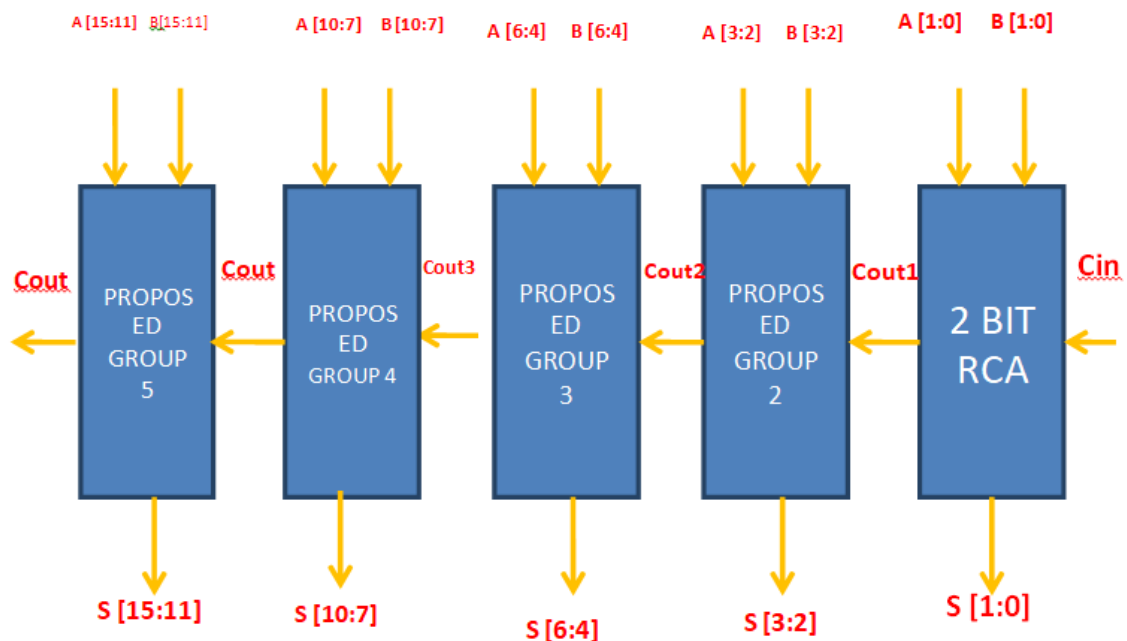 A [15:11] B[15:11]
A [10:7] B [10:7]
A [6:4] B [6:4]
A [3:2] B [3:2]
A [1:0] B [1:0]
Cout
PROPOS
ED
GROUP
5
Cout
PROPOS
ED
GROUP 4
Cout3
PROPOS
ED
GROUP
3
Cout2
PROPOS
ED
GROUP
2
Cout1
2 BIT
RCA
Cin
S [15:11]
S [10:7]
S [6:4]
S [3:2]
S [1:0]